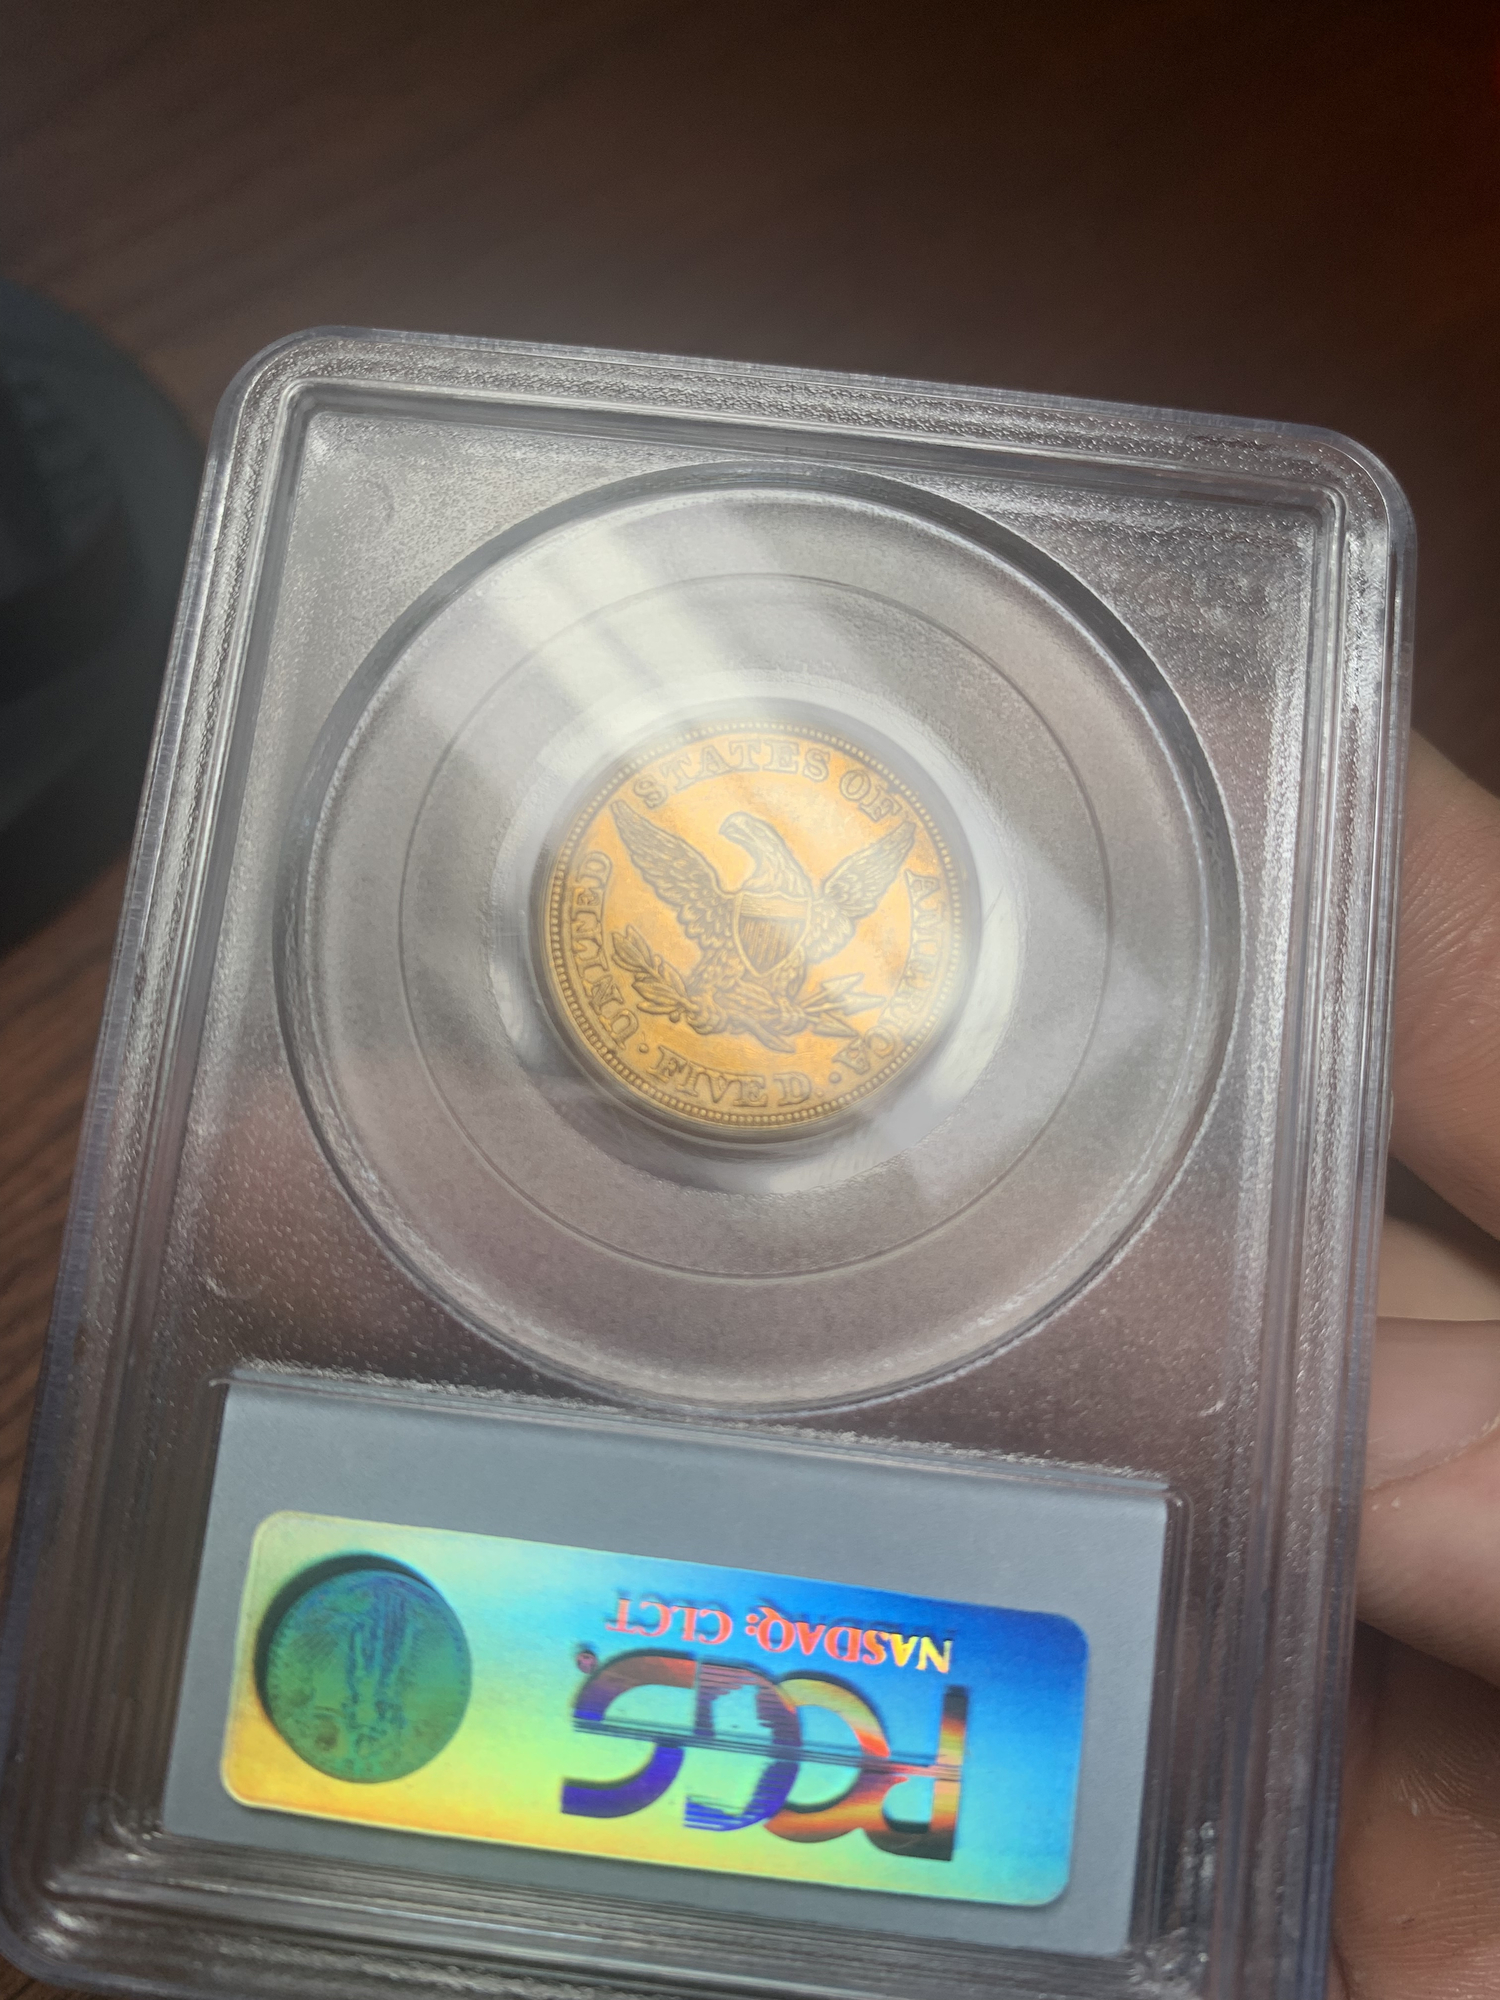 UNITED STATES OF AMERICA
· FIVE D. ·
NASDAQ: CLCT
PCGS